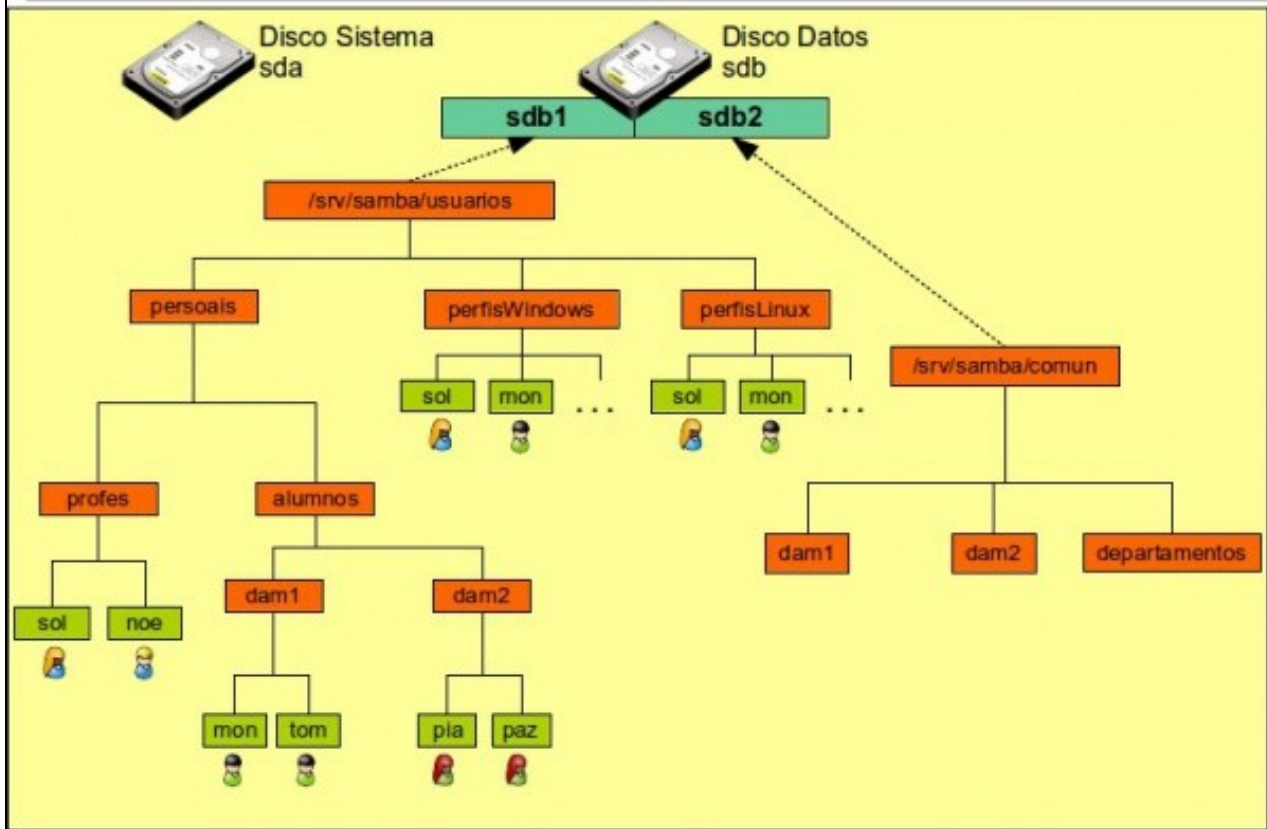 Disco Sistema
sda
Disco Datos
sdb
sdb1
sdb2
/srv/samba/usuarios
persoais
perfisWindows
perfisLinux
/srv/samba/comun
sol
mon
. . .
sol
mon
. . .
profes
alumnos
dam1
dam2
departamentos
dam1
dam2
sol
noe
mon
tom
pia
paz